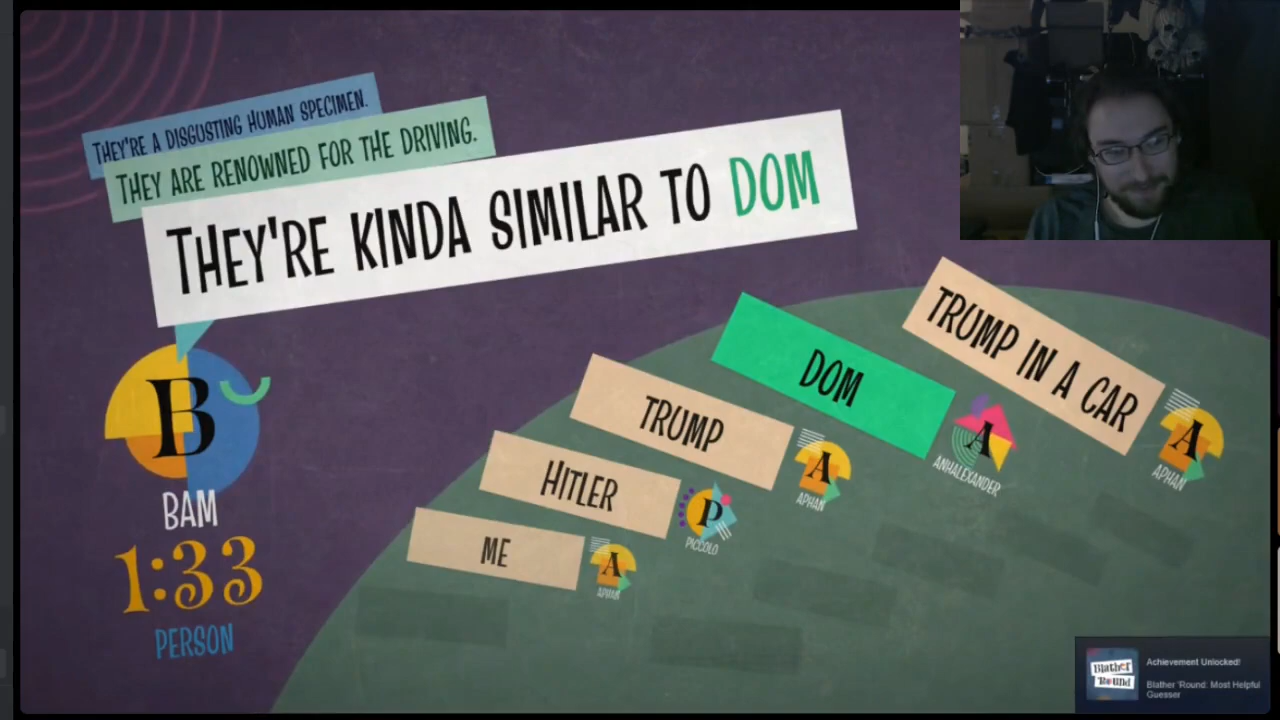 THEY'RE A DISGUSTING HUMAN SPECIMEN.
THEY ARE RENOWNED FOR THE DRIVING.
THEY'RE KINDA SIMILAR TO DOM
TRUMP IN A CAR
A
APHAN
DOM
A
ANHALEXANDER
TRUMP
A
APHAN
HITLER
P
PICCOLO
ME
A
APHAN
B
BAM
1:33
PERSON
Blather 'Round
Achievement Unlocked!
Blather 'Round: Most Helpful
Guesser